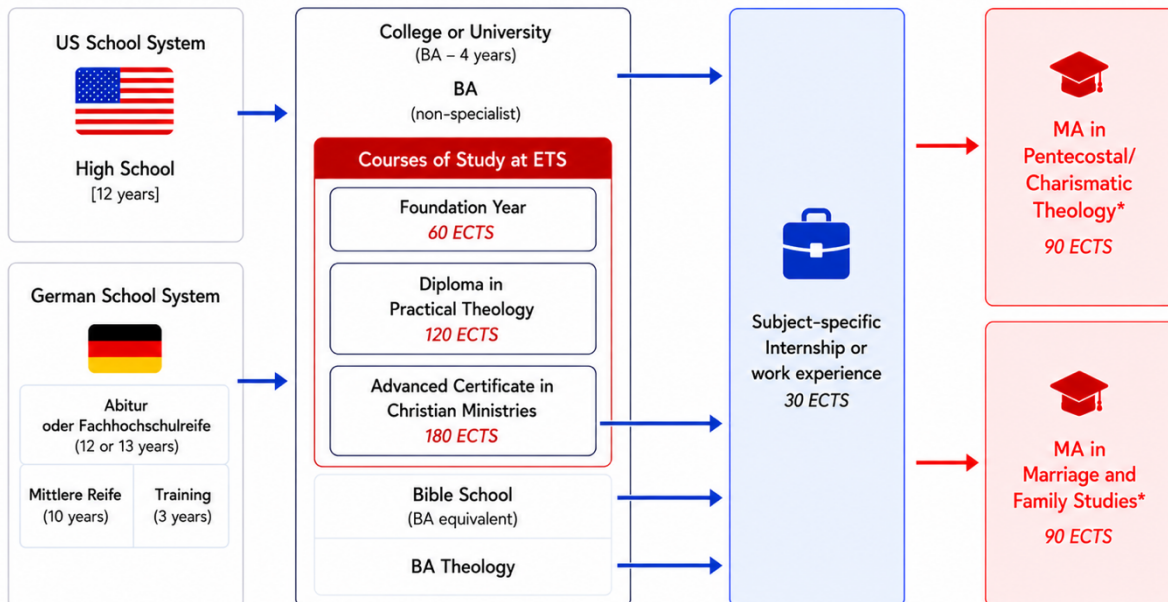 US School System
High School
[12 years]
German School System
Abitur
oder Fachhochschulreife
(12 or 13 years)
Mittlere Reife
(10 years)
Training
(3 years)
College or University
(BA – 4 years)
BA
(non-specialist)
Courses of Study at ETS
Foundation Year
60 ECTS
Diploma in
Practical Theology
120 ECTS
Advanced Certificate in
Christian Ministries
180 ECTS
Bible School
(BA equivalent)
BA Theology
Subject-specific
Internship or
work experience
30 ECTS
MA in
Pentecostal/
Charismatic
Theology*
90 ECTS
MA in
Marriage and
Family Studies*
90 ECTS